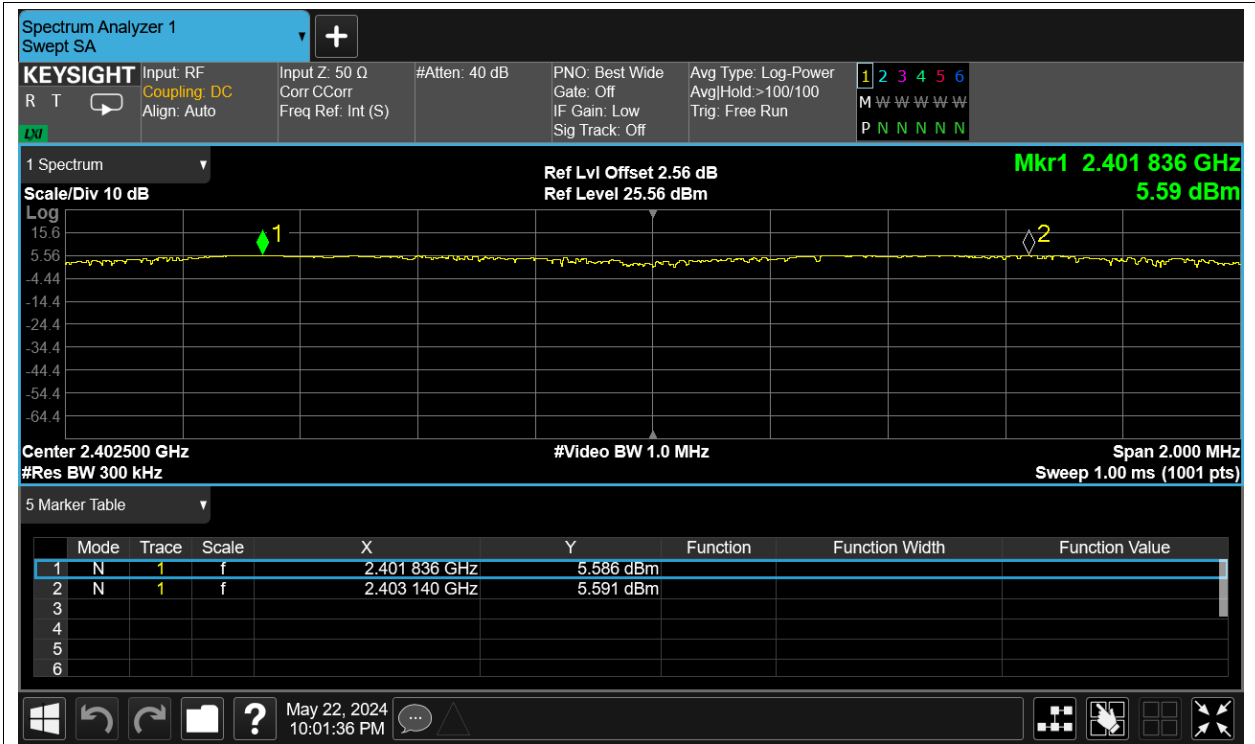 Spectrum Analyzer 1
Swept SA
+
KEYSIGHT Input: RF Input Z: 50 Ω #Atten: 40 dB PNO: Best Wide Avg Type: Log-Power 1 2 3 4 5 6
R T Coupling: DC Corr CCorr Gate: Off Avg|Hold:>100/100 M W W W W W W
Align: Auto Freq Ref: Int (S) IF Gain: Low Trig: Free Run
LXI Sig Track: Off P N N N N N N
1 Spectrum Ref Lvl Offset 2.56 dB Mkr1 2.401 836 GHz
Scale/Div 10 dB Ref Level 25.56 dBm 5.59 dBm
Log
15.6 1 2
5.56
-4.44
-14.4
-24.4
-34.4
-44.4
-54.4
-64.4
Center 2.402500 GHz #Video BW 1.0 MHz Span 2.000 MHz
#Res BW 300 kHz Sweep 1.00 ms (1001 pts)
5 Marker Table
Mode Trace Scale X Y Function Function Width Function Value
1 N 1 f 2.401 836 GHz 5.586 dBm
2 N 1 f 2.403 140 GHz 5.591 dBm
3
4
5
6
? May 22, 2024
10:01:36 PM